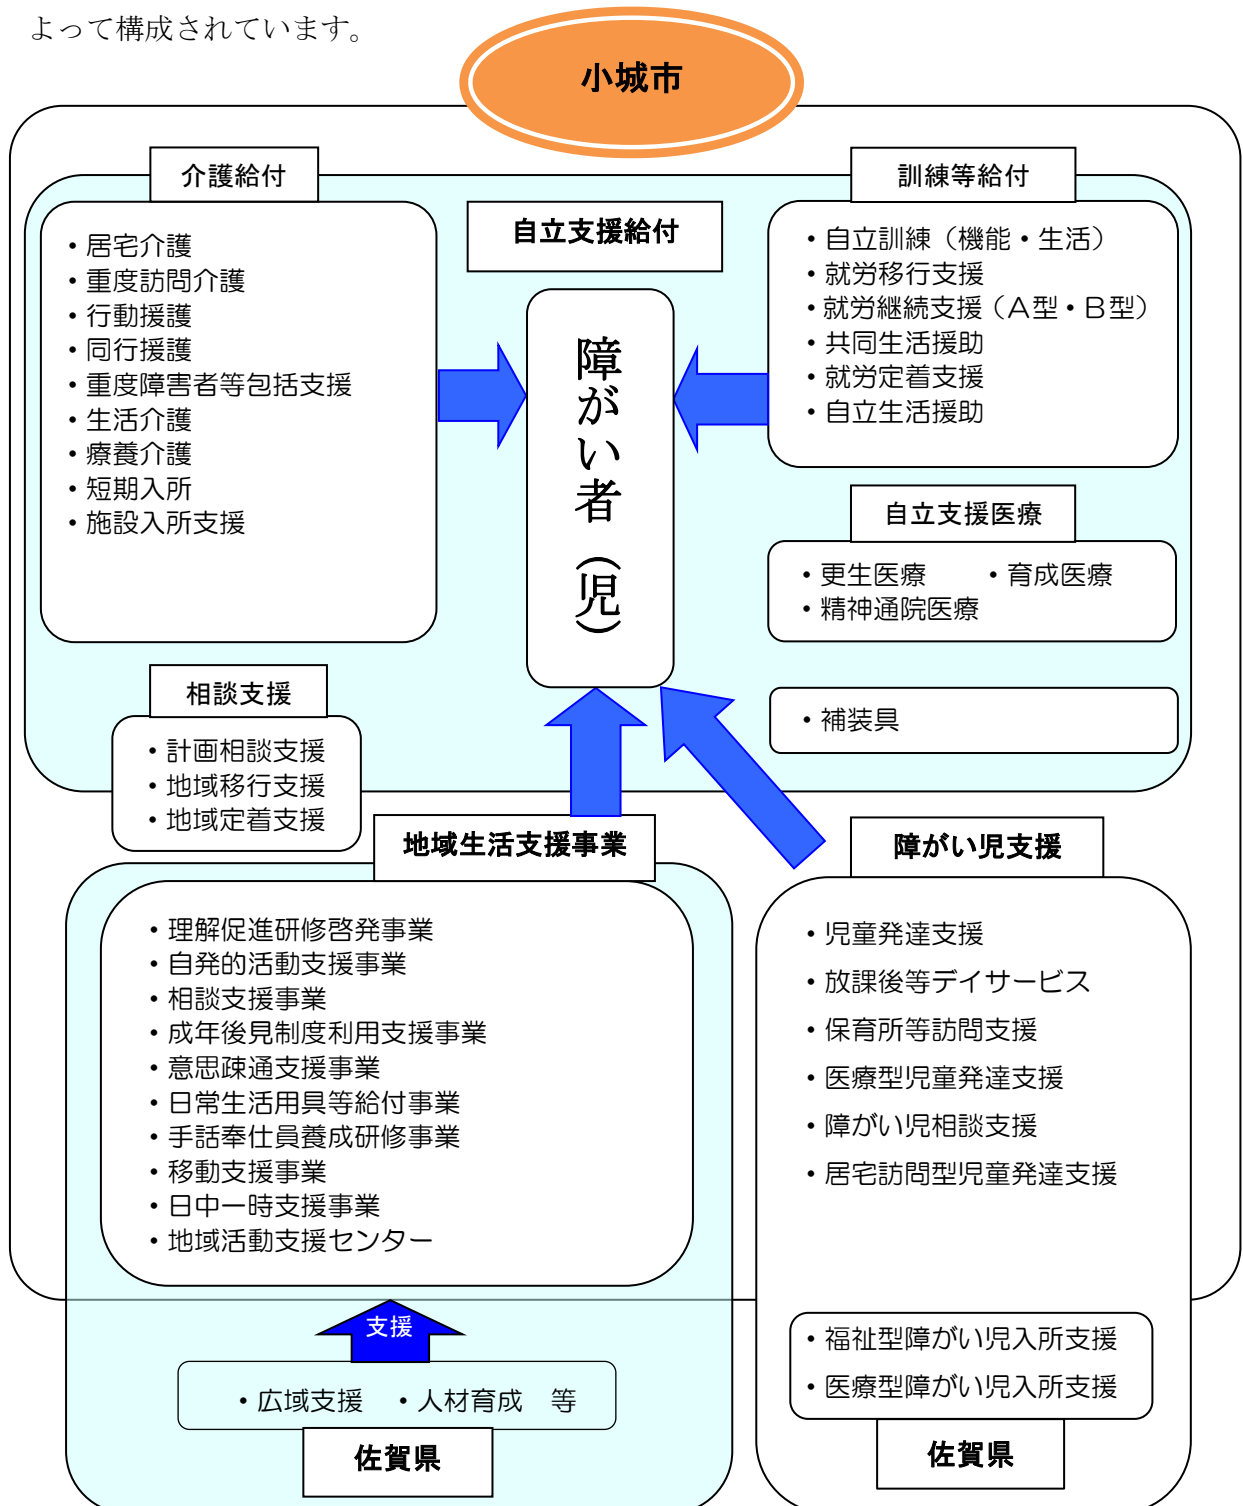 よって構成されています。
小城市
介護給付
・居宅介護
・重度訪問介護
・行動援護
・同行援護
・重度障害者等包括支援
・生活介護
・療養介護
・短期入所
・施設入所支援
自立支援給付
障がい者（児）
訓練等給付
・自立訓練（機能・生活）
・就労移行支援
・就労継続支援（A型・B型）
・共同生活援助
・就労定着支援
・自立生活援助
自立支援医療
・更生医療　　・育成医療
・精神通院医療
・補装具
相談支援
・計画相談支援
・地域移行支援
・地域定着支援
地域生活支援事業
・理解促進研修啓発事業
・自発的活動支援事業
・相談支援事業
・成年後見制度利用支援事業
・意思疎通支援事業
・日常生活用具等給付事業
・手話奉仕員養成研修事業
・移動支援事業
・日中一時支援事業
・地域活動支援センター
支援
・広域支援　・人材育成　等
佐賀県
障がい児支援
・児童発達支援
・放課後等デイサービス
・保育所等訪問支援
・医療型児童発達支援
・障がい児相談支援
・居宅訪問型児童発達支援
・福祉型障がい児入所支援
・医療型障がい児入所支援
佐賀県